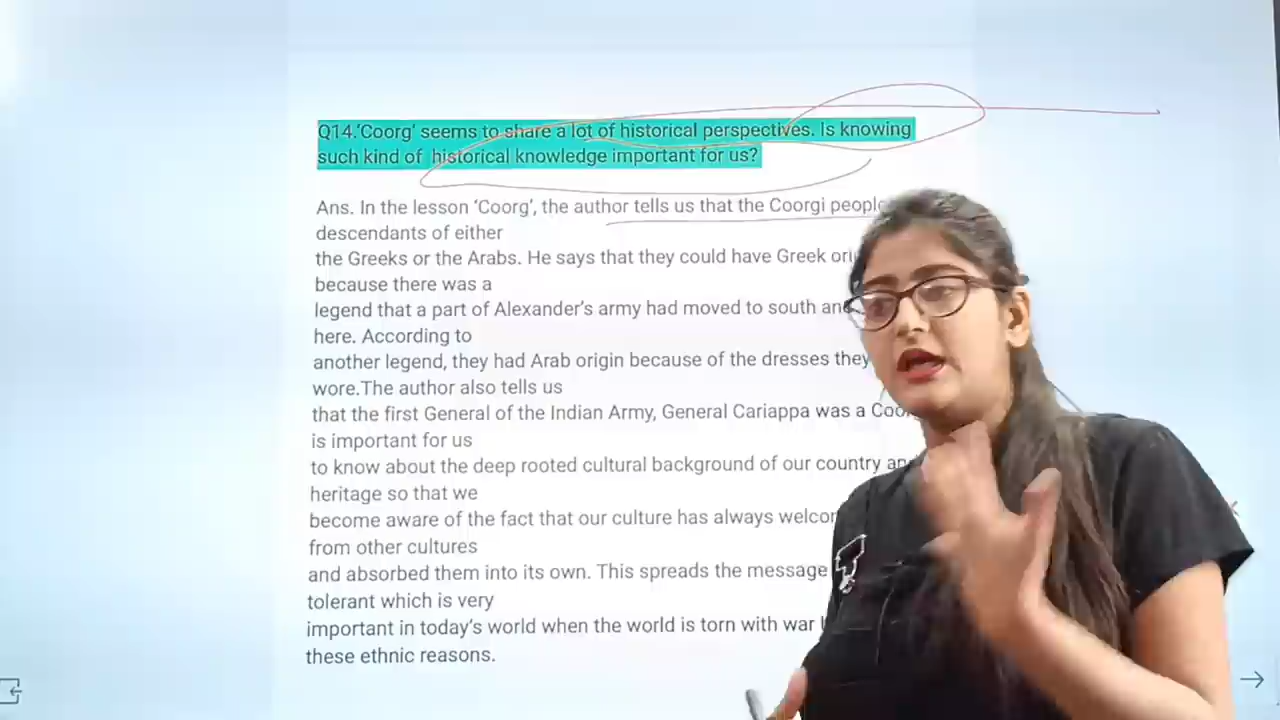 Q14.‘Coorg’ seems to share a lot of historical perspectives. Is knowing
such kind of historical knowledge important for us?
Ans. In the lesson ‘Coorg’, the author tells us that the Coorgi people
descendants of either
the Greeks or the Arabs. He says that they could have Greek
because there was a
legend that a part of Alexander’s army had moved to south
here. According to
another legend, they had Arab origin because of the dresses they
wore.The author also tells us
that the first General of the Indian Army, General Cariappa was a
is important for us
to know about the deep rooted cultural background of our country
heritage so that we
become aware of the fact that our culture has always
from other cultures
and absorbed them into its own. This spreads the message
tolerant which is very
important in today’s world when the world is torn with war
these ethnic reasons.